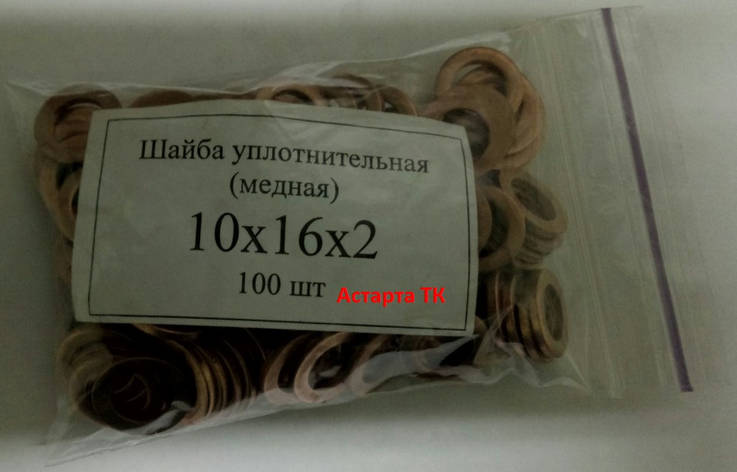 Шайба уплотнительная
(медная)
10х16х2
100 шт
Астарта ТК